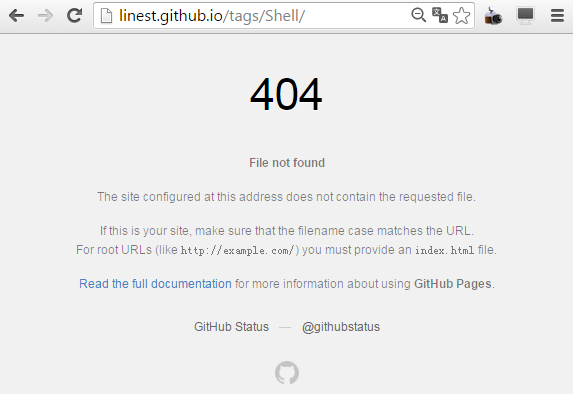 linest.github.io/tags/Shell/
404
File not found
The site configured at this address does not contain the requested file.
If this is your site, make sure that the filename case matches the URL.
For root URLs (like http://example.com/) you must provide an index.html file.
Read the full documentation for more information about using GitHub Pages.
GitHub Status — @githubstatus